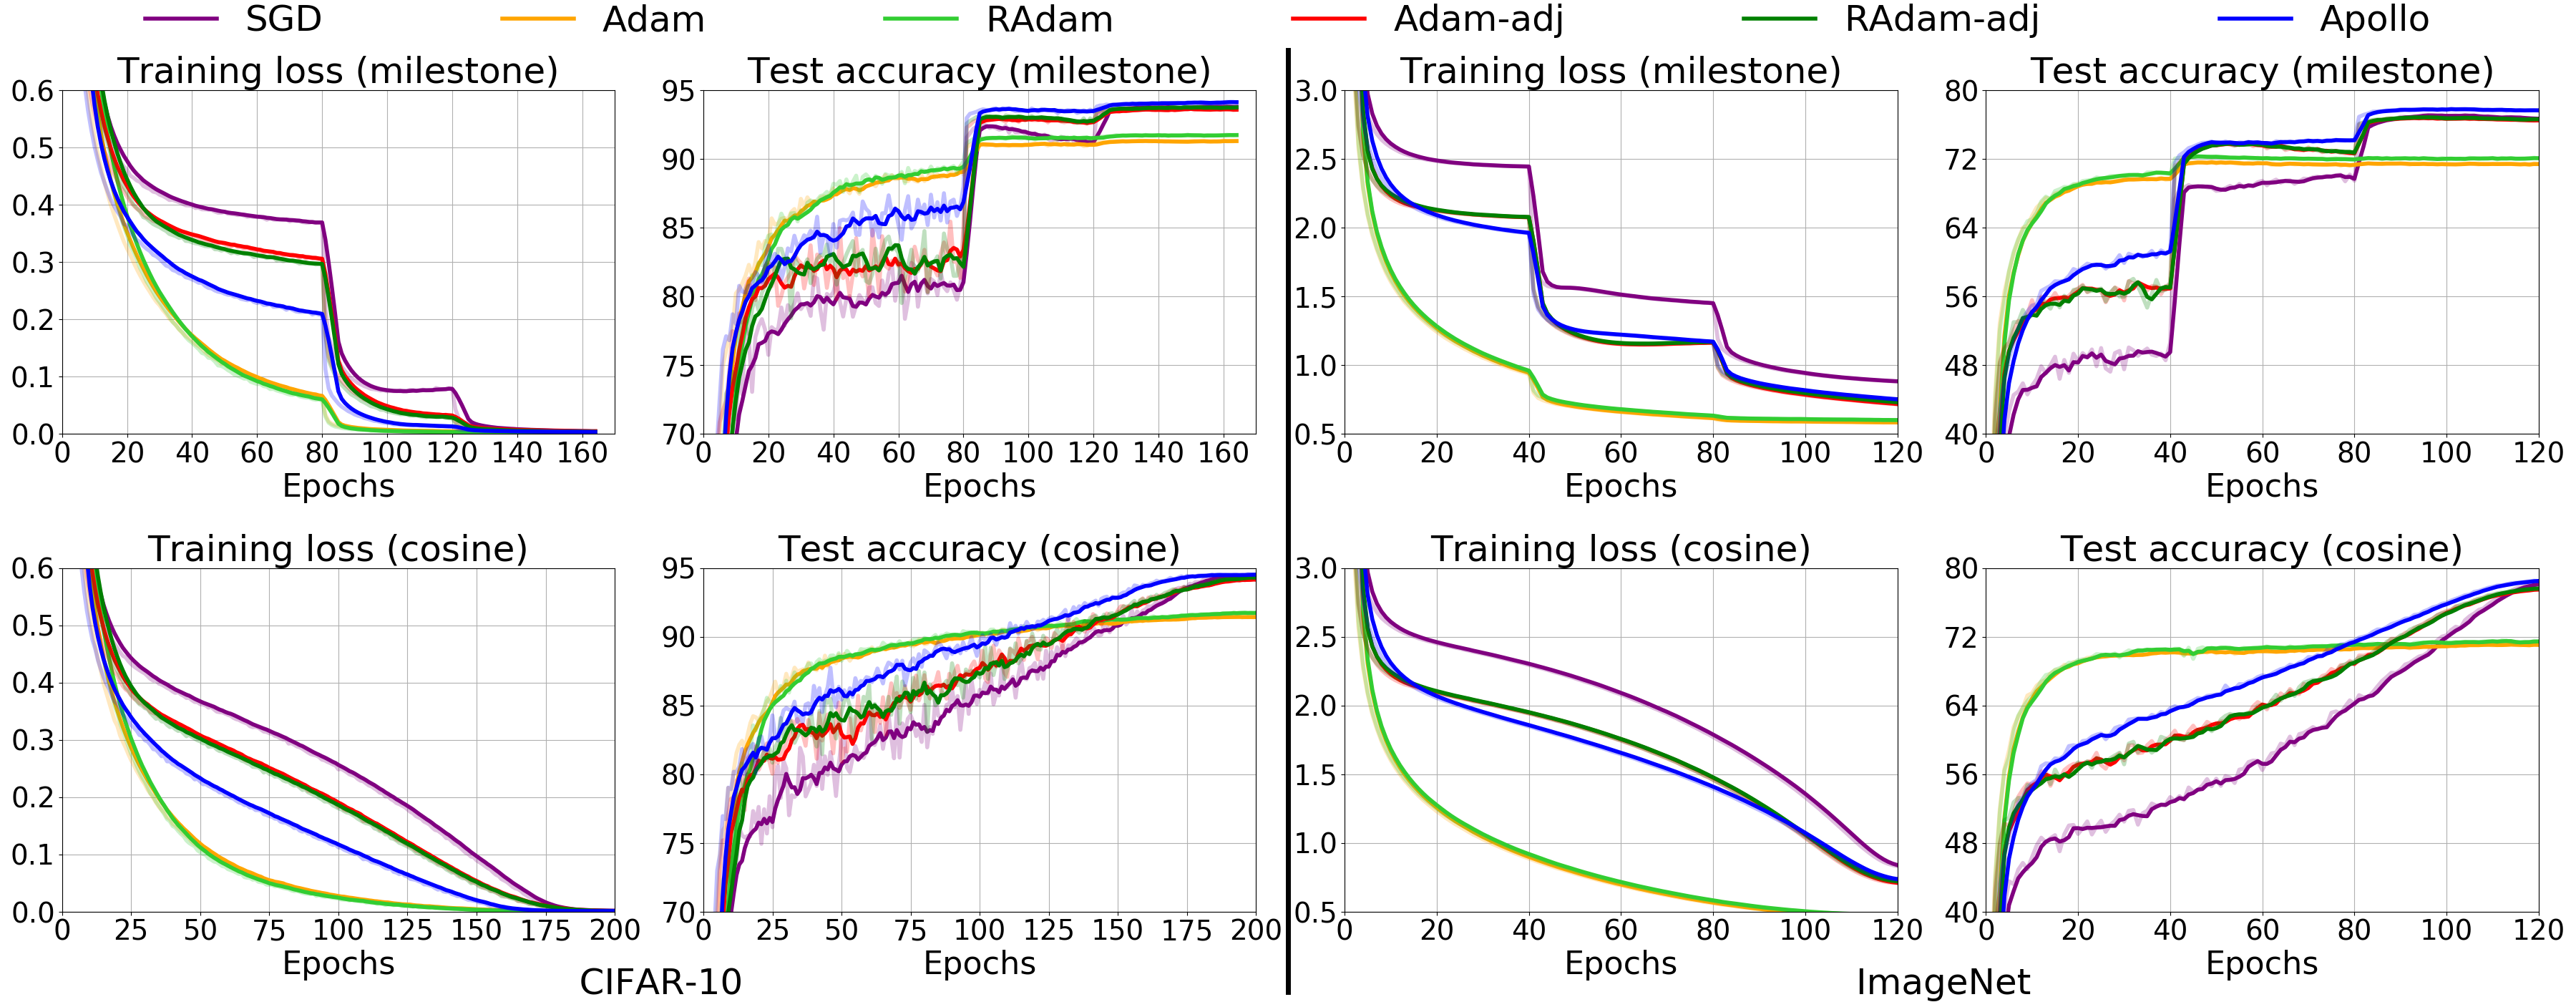 SGD Adam RAdam Adam-adj RAdam-adj Apollo
Training loss (milestone)
0.6
0.5
0.4
0.3
0.2
0.1
0.0
0 20 40 60 80 100 120 140 160
Epochs
Test accuracy (milestone)
95
90
85
80
75
70
0 20 40 60 80 100 120 140 160
Epochs
Training loss (milestone)
3.0
2.5
2.0
1.5
1.0
0.5
0 20 40 60 80 100 120
Epochs
Test accuracy (milestone)
80
72
64
56
48
40
0 20 40 60 80 100 120
Epochs
Training loss (cosine)
0.6
0.5
0.4
0.3
0.2
0.1
0.0
0 25 50 75 100 125 150 175 200
Epochs
Test accuracy (cosine)
95
90
85
80
75
70
0 25 50 75 100 125 150 175 200
Epochs
CIFAR-10
Training loss (cosine)
3.0
2.5
2.0
1.5
1.0
0.5
0 20 40 60 80 100 120
Epochs
Test accuracy (cosine)
80
72
64
56
48
40
0 20 40 60 80 100 120
Epochs
ImageNet